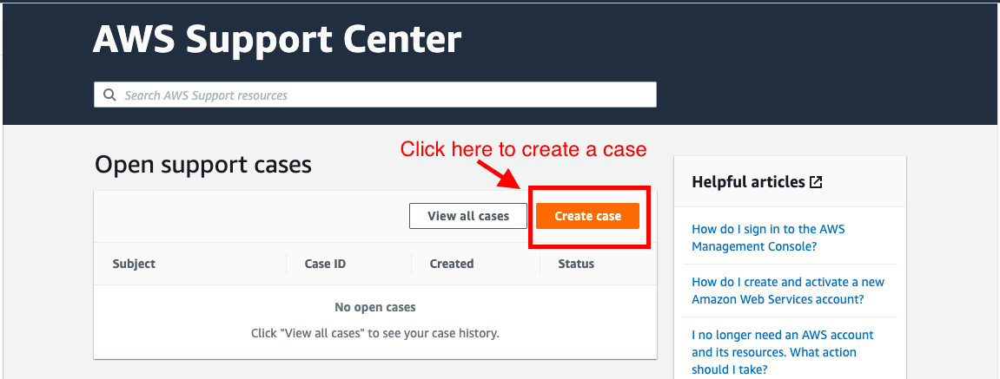 AWS Support Center
Search AWS Support resources
Click here to create a case
Open support cases
View all cases
Create case
Subject
Case ID
Created
Status
No open cases
Click "View all cases" to see your case history.
Helpful articles
How do I sign in to the AWS
Management Console?
How do I create and activate a new
Amazon Web Services account?
I no longer need an AWS account
and its resources. What action
should I take?